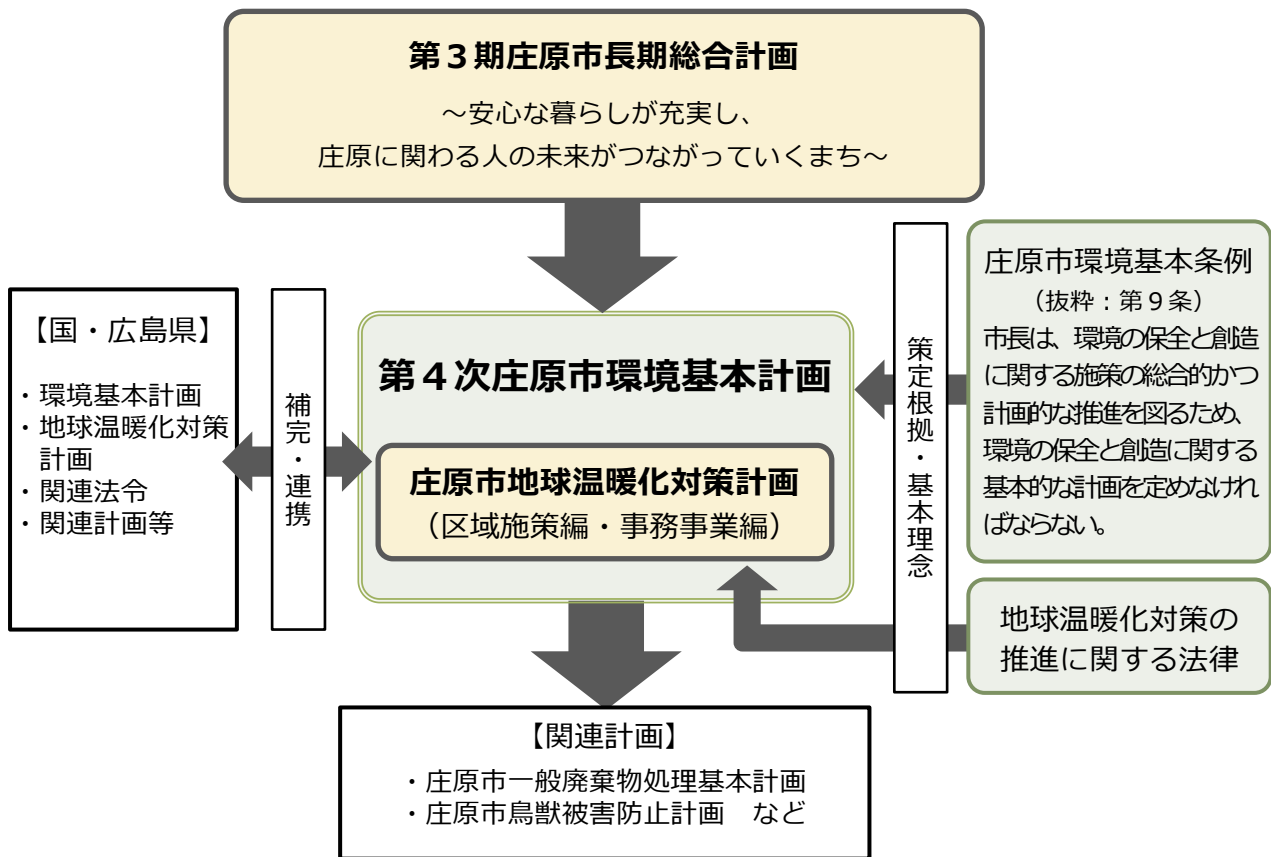 第３期庄原市長期総合計画
～安心な暮らしが充実し、
庄原に関わる人の未来がつながっていくまち～
【国・広島県】
・環境基本計画
・地球温暖化対策
計画
・関連法令
・関連計画等
補完・連携
第４次庄原市環境基本計画
庄原市地球温暖化対策計画
（区域施策編・事務事業編）
策定根拠・基本理念
庄原市環境基本条例
（抜粋：第９条）
市長は、環境の保全と創造
に関する施策の総合的かつ
計画的な推進を図るため、
環境の保全と創造に関する
基本的な計画を定めなけれ
ばならない。
地球温暖化対策の
推進に関する法律
【関連計画】
・庄原市一般廃棄物処理基本計画
・庄原市鳥獣被害防止計画　など